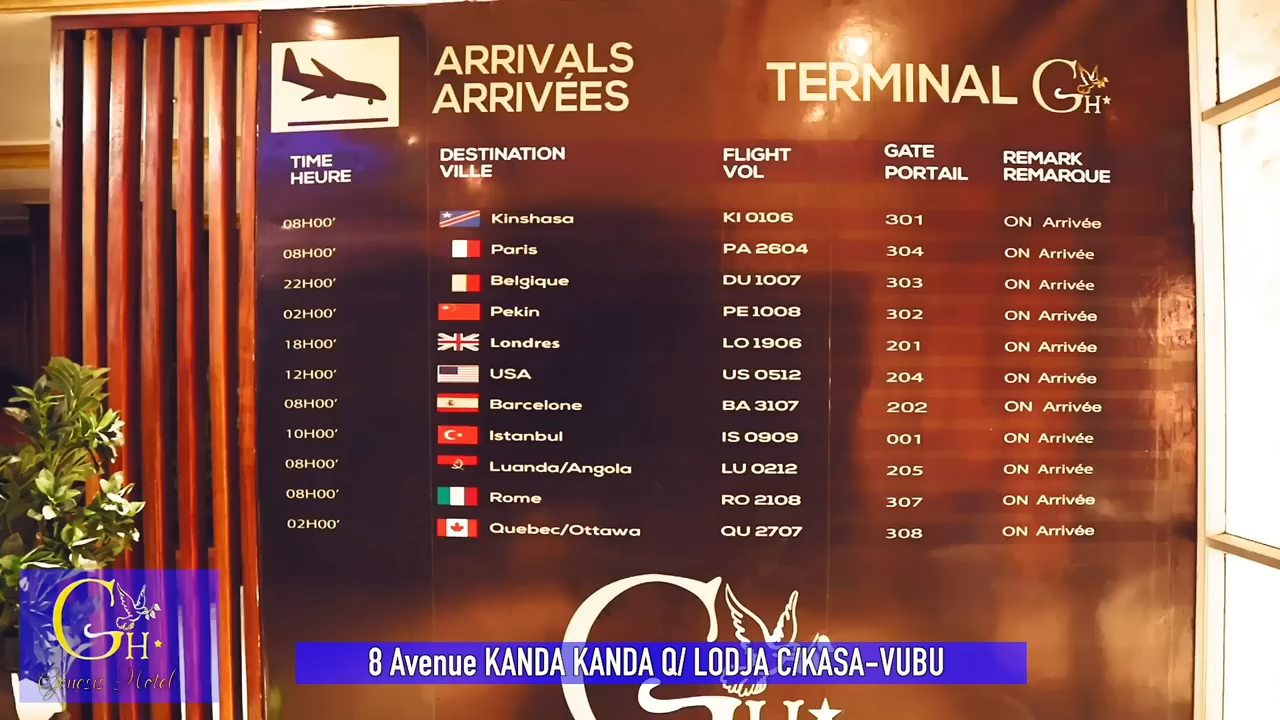 ARRIVALS
ARRIVÉES
TERMINAL GH
TIME
HEURE
DESTINATION
VILLE
FLIGHT
VOL
GATE
PORTAIL
REMARK
REMARQUE
08H00' Kinshasa KI 0106 301 ON Arrivée
08H00' Paris PA 2604 304 ON Arrivée
22H00' Belgique DU 1007 303 ON Arrivée
02H00' Pekin PE 1008 302 ON Arrivée
18H00' Londres LO 1906 201 ON Arrivée
12H00' USA US 0512 204 ON Arrivée
08H00' Barcelone BA 3107 202 ON Arrivée
10H00' Istanbul IS 0909 001 ON Arrivée
08H00' Luanda/Angola LU 0212 205 ON Arrivée
08H00' Rome RO 2108 307 ON Arrivée
02H00' Quebec/Ottawa QU 2707 308 ON Arrivée
GH
GH
Genesis Hotel
8 Avenue KANDA KANDA Q/ LODJA C/KASA-VUBU